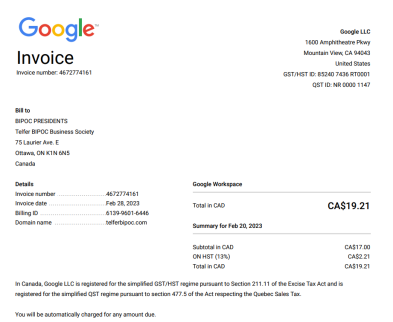 Google
Google LLC
1600 Amphitheatre Pkwy
Mountain View, CA 94043
United States
GST/HST ID: 85240 7436 RT0001
QST ID: NR 0000 1147
Invoice
Invoice number: 4672774161
Bill to
BIPOC PRESIDENTS
Telfer BIPOC Business Society
75 Laurier Ave. E
Ottawa, ON K1N 6N5
Canada
Details
Invoice number 4672774161
Invoice date Feb 28, 2023
Billing ID 6139-9601-6446
Domain name telferbipoc.com
Google Workspace
Total in CAD CA$19.21
Summary for Feb 20, 2023
Subtotal in CAD CA$17.00
ON HST (13%) CA$2.21
Total in CAD CA$19.21
In Canada, Google LLC is registered for the simplified GST/HST regime pursuant to Section 211.11 of the Excise Tax Act and is
registered for the simplified QST regime pursuant to section 477.5 of the Act respecting the Quebec Sales Tax.
You will be automatically charged for any amount due.